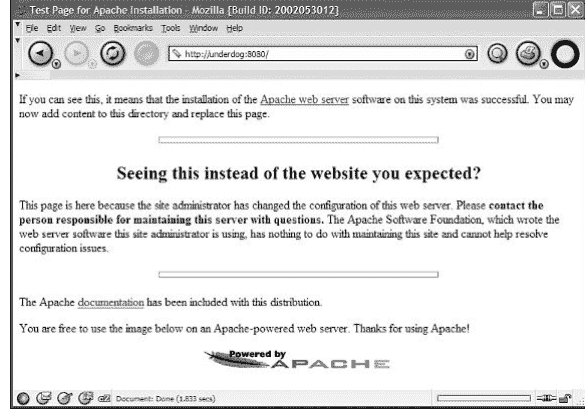 Test Page for Apache Installation - Mozilla {Build ID: 2002053012}
File Edit View Go Bookmarks Tools Window Help
http://underdog:8080/
If you can see this, it means that the installation of the Apache web server software on this system was successful. You may
now add content to this directory and replace this page.
Seeing this instead of the website you expected?
This page is here because the site administrator has changed the configuration of this web server. Please contact the
person responsible for maintaining this server with questions. The Apache Software Foundation, which wrote the
web server software this site administrator is using, has nothing to do with maintaining this site and cannot help resolve
configuration issues.
The Apache documentation has been included with this distribution.
You are free to use the image below on an Apache-powered web server. Thanks for using Apache!
Powered by
APACHE
Document: Done (1.833 secs)